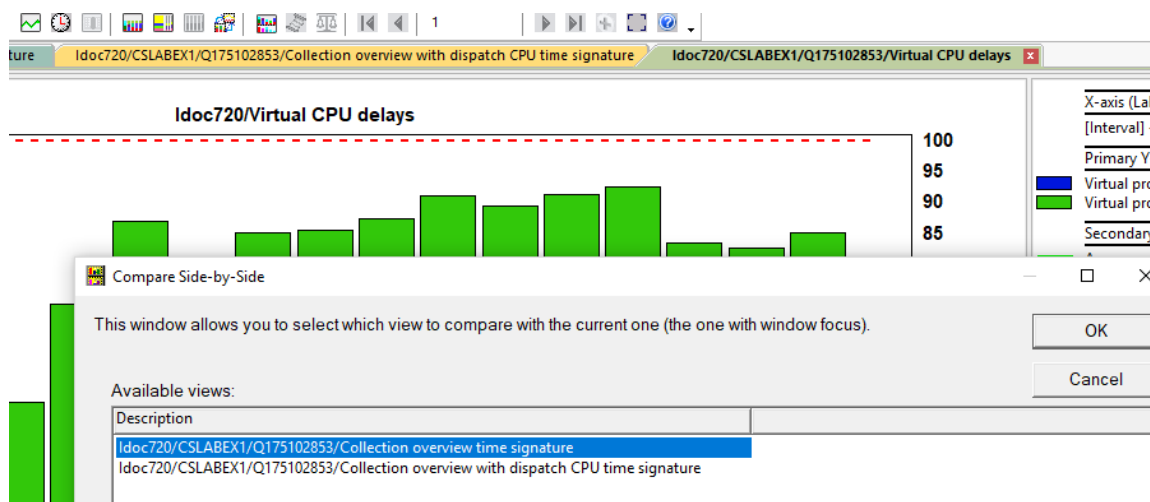 1
ture
Idoc720/CSLABEX1/Q175102853/Collection overview with dispatch CPU time signature
Idoc720/CSLABEX1/Q175102853/Virtual CPU delays
Idoc720/Virtual CPU delays
100
95
90
85
X-axis (La
[Interval] -
Primary Y
Virtual pro
Virtual pro
Secondary
Compare Side-by-Side
This window allows you to select which view to compare with the current one (the one with window focus).
OK
Cancel
Available views:
Description
Idoc720/CSLABEX1/Q175102853/Collection overview time signature
Idoc720/CSLABEX1/Q175102853/Collection overview with dispatch CPU time signature